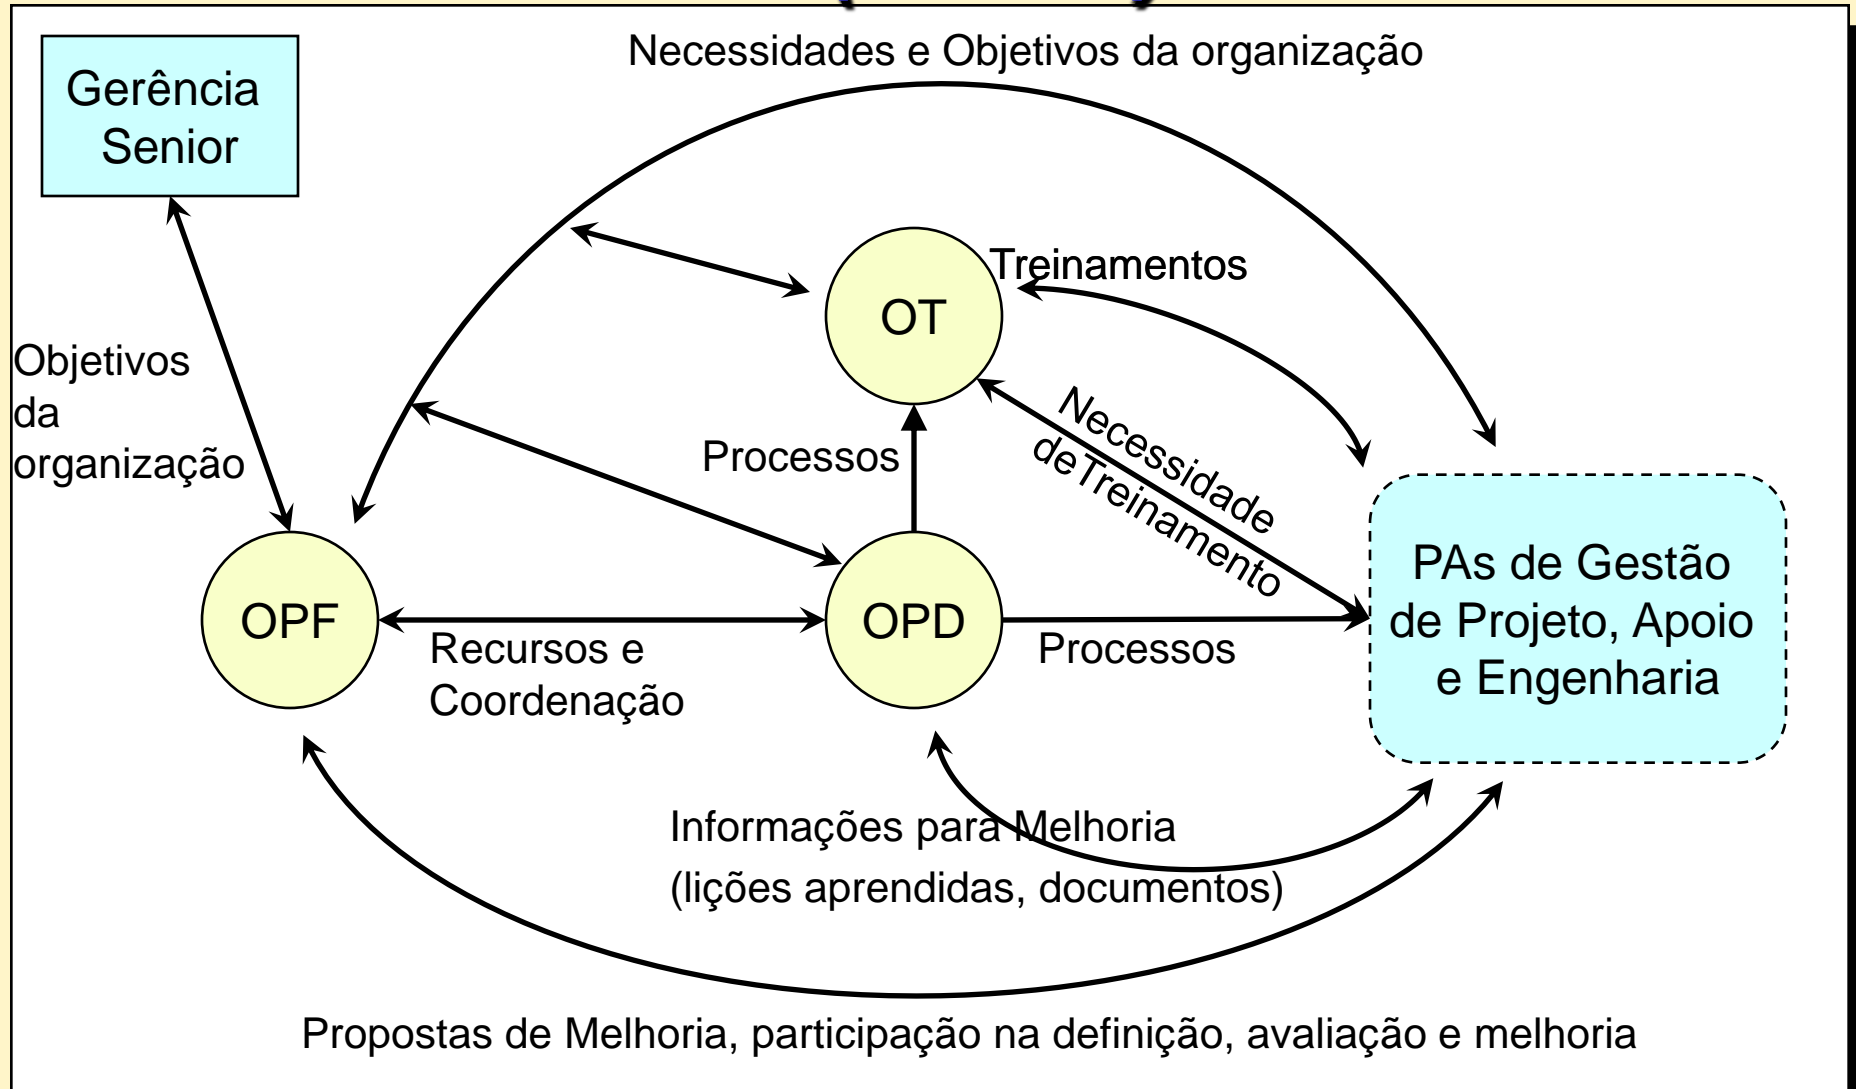 Necessidades e Objetivos da organização
Gerência
Senior
Treinamentos
OT
Objetivos
da
organização
Processos
Necessidade
deTreinamento
OPF
OPD
PAs de Gestão
de Projeto, Apoio
e Engenharia
Recursos e
Coordenação
Processos
Informações para Melhoria
(lições aprendidas, documentos)
Propostas de Melhoria, participação na definição, avaliação e melhoria